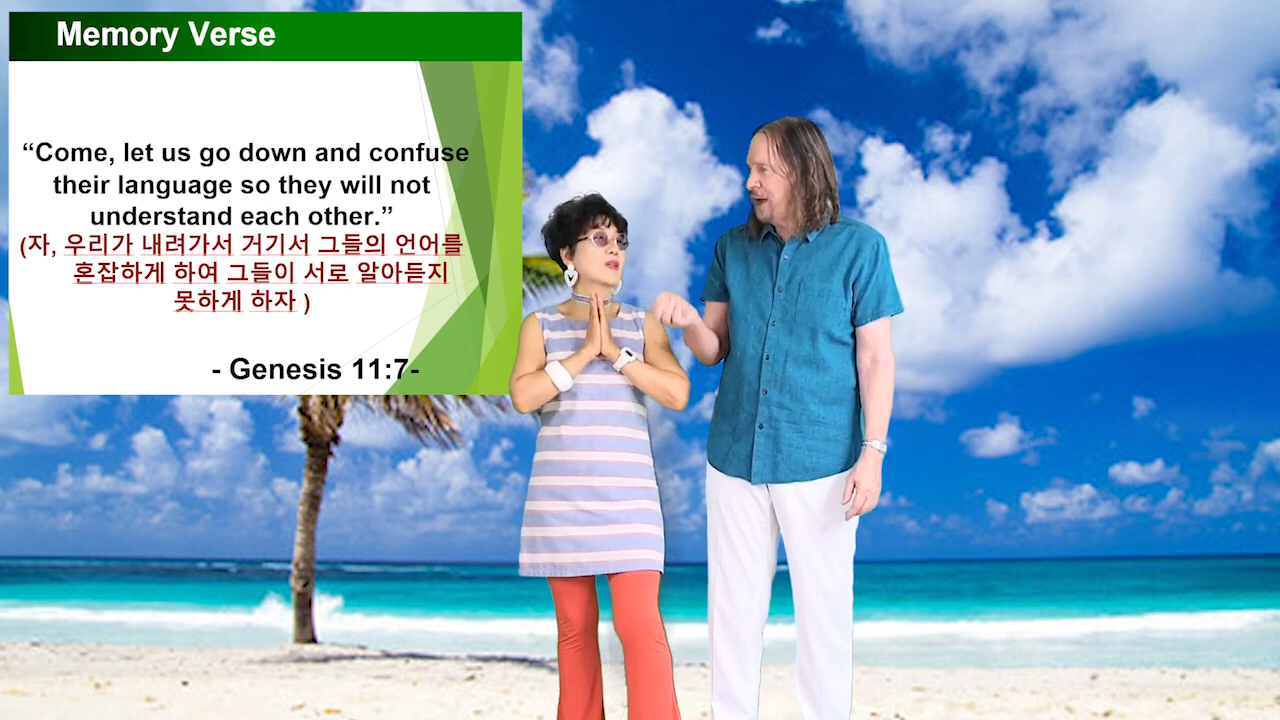 Memory Verse
“Come, let us go down and confuse
their language so they will not
understand each other.”
(자, 우리가 내려가서 거기서 그들의 언어를
혼잡하게 하여 그들이 서로 알아듣지
못하게 하자 )
- Genesis 11:7-